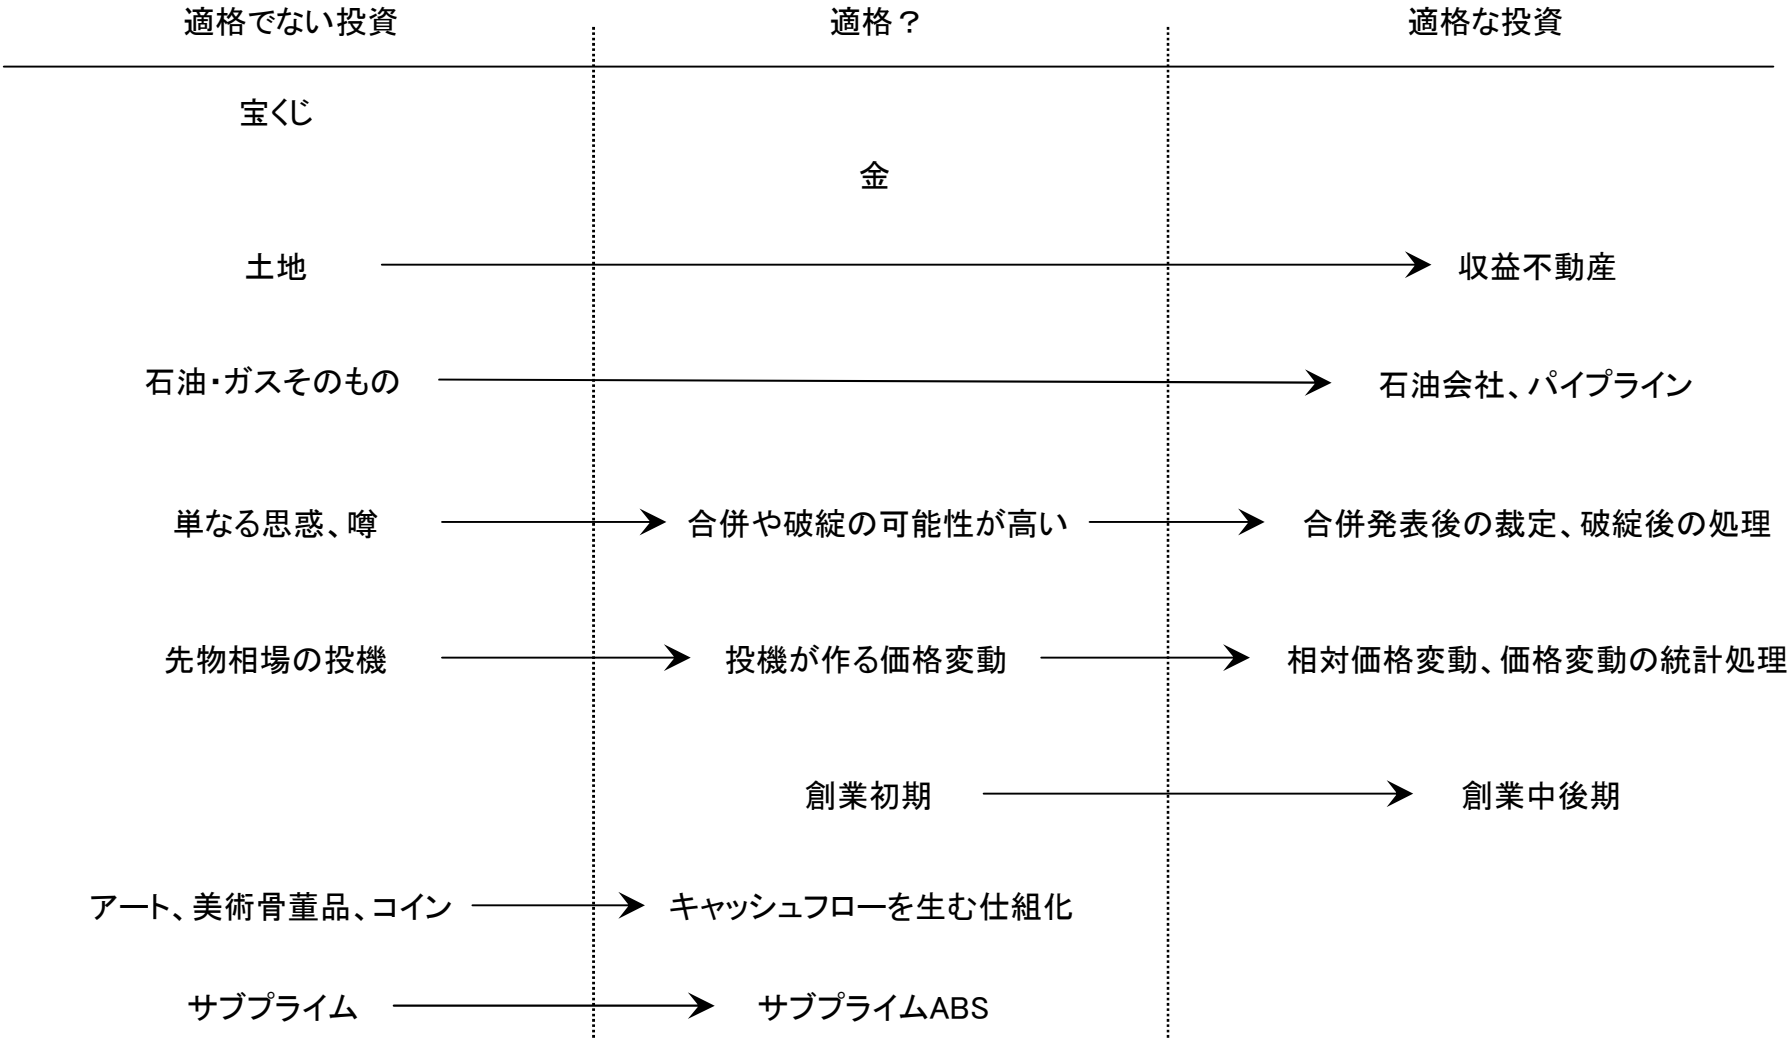 適格でない投資
適格？
適格な投資
宝くじ
金
土地
収益不動産
石油・ガスそのもの
石油会社、パイプライン
単なる思惑、噂
合併や破綻の可能性が高い
合併発表後の裁定、破綻後の処理
先物相場の投機
投機が作る価格変動
相対価格変動、価格変動の統計処理
創業初期
創業中後期
アート、美術骨董品、コイン
キャッシュフローを生む仕組化
サブプライム
サブプライムABS